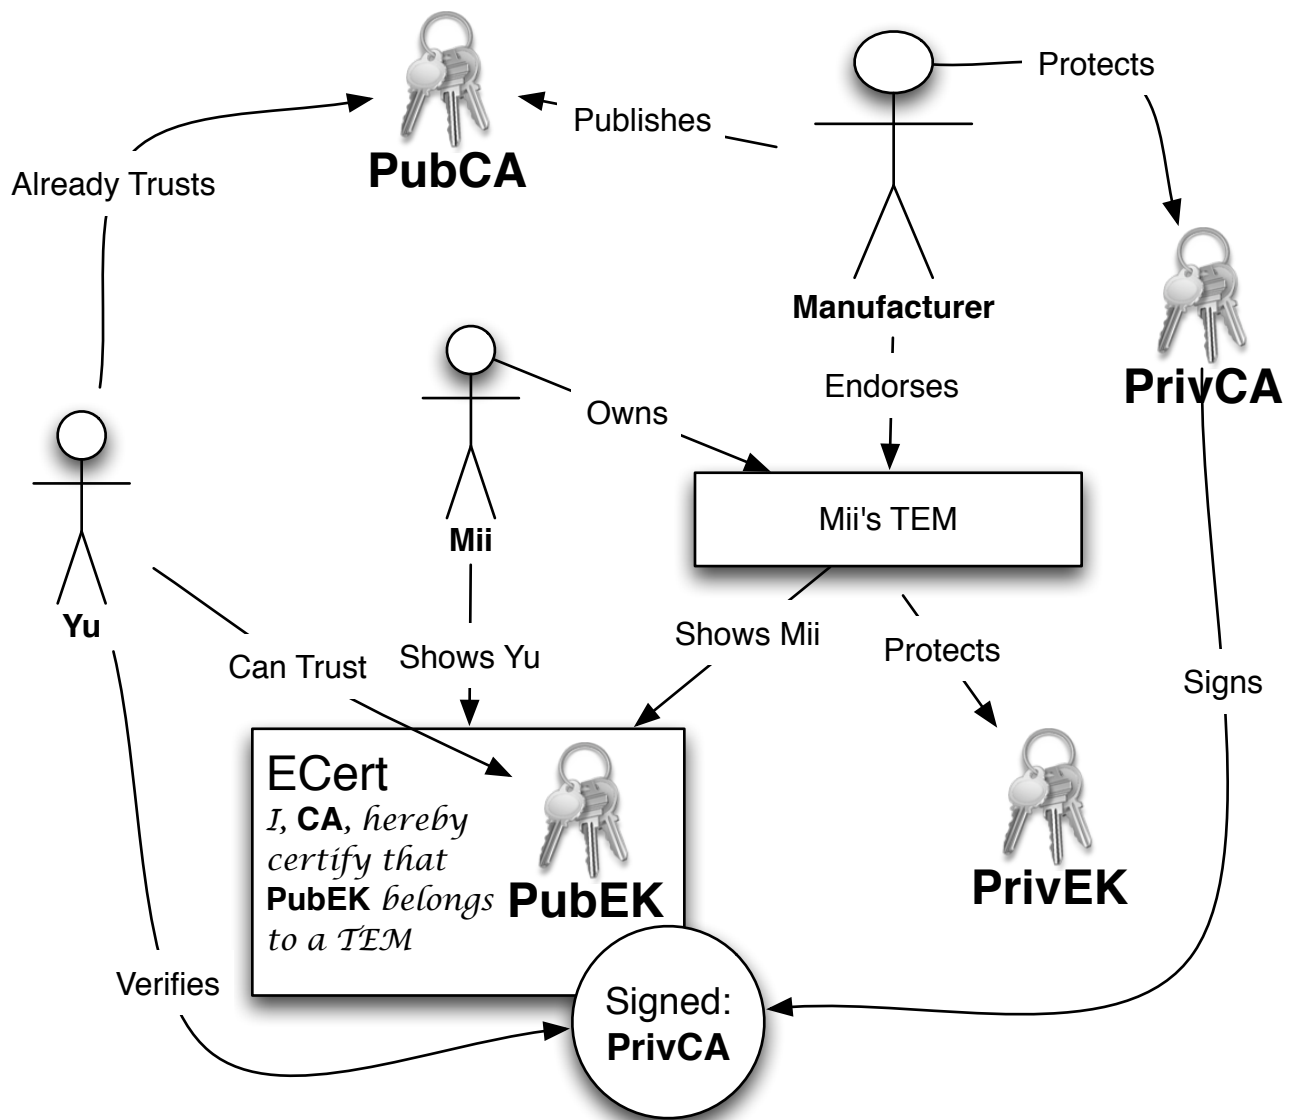 Protects
Publishes
PubCA
Already Trusts
Manufacturer
PrivCA
Endorses
Owns
Mii's TEM
Mii
Yu
Shows Mii
Protects
Can Trust
Shows Yu
Signs
ECert
I, CA, hereby
certify that
PubEK belongs
to a TEM
PubEK
PrivEK
Verifies
Signed:
PrivCA